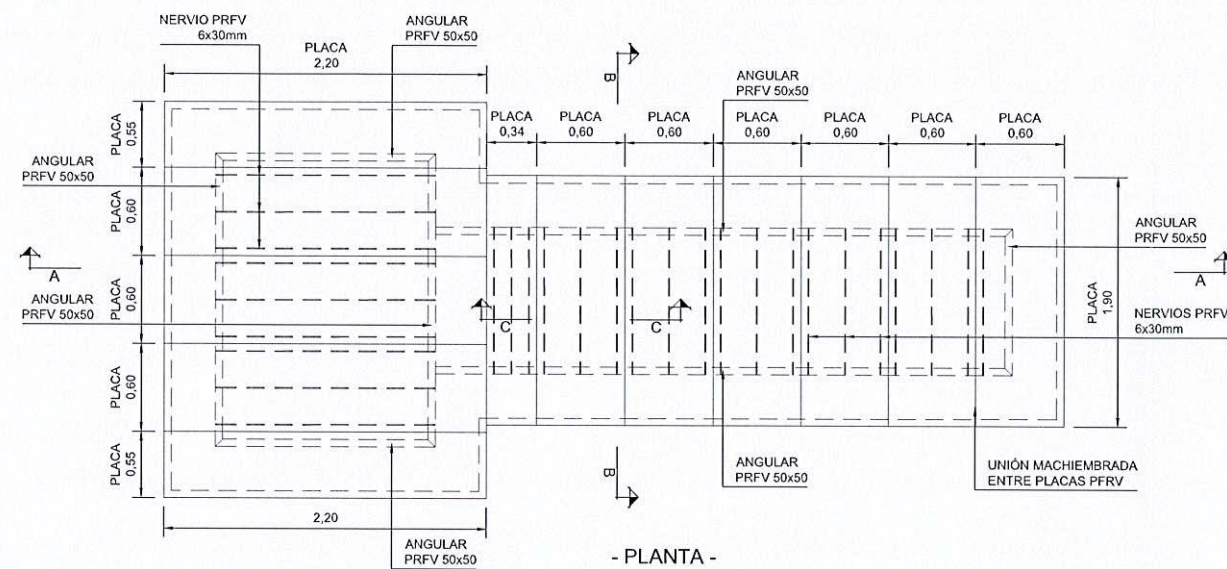 NERVIO PRFV
6x30mm
PLACA
2,20
ANGULAR
PRFV 50x50
B
ANGULAR
PRFV 50x50
PLACA
0,34
PLACA
0,60
PLACA
0,60
PLACA
0,60
PLACA
0,60
PLACA
0,60
PLACA
0,60
PLACA
0,55
ANGULAR
PRFV 50x50
PLACA
0,60
A
ANGULAR
PRFV 50x50
A
PLACA
0,60
ANGULAR
PRFV 50x50
C
C
PLACA
1,90
NERVIOS PRFV
6x30mm
PLACA
0,60
PLACA
0,55
B
ANGULAR
PRFV 50x50
UNIÓN MACHIEMBRADA
ENTRE PLACAS PFRV
2,20
ANGULAR
PRFV 50x50
- PLANTA -